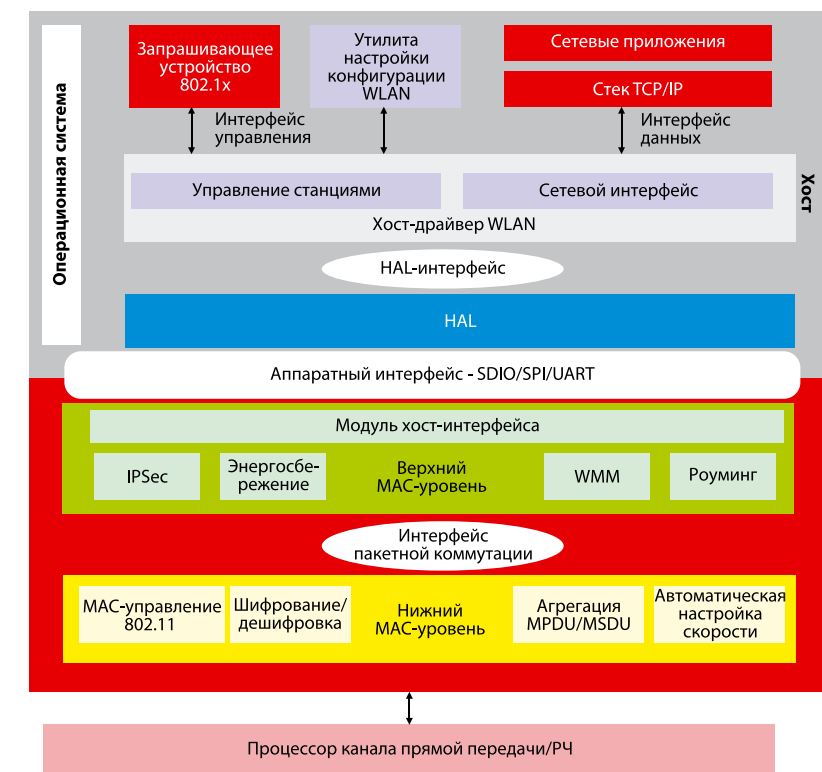 Операционная система
Запрашивающее
устройство
802.1x
Утилита
настройки
конфигурации
WLAN
Сетевые приложения
Стек TCP/IP
Интерфейс
управления
Интерфейс
данных
Хост
Управление станциями
Сетевой интерфейс
Хост-драйвер WLAN
HAL-интерфейс
HAL
Аппаратный интерфейс - SDIO/SPI/UART
Модуль хост-интерфейса
IPSec
Энергосбе-
режение
Верхний
МАС-уровень
WMM
Роуминг
Интерфейс
пакетной коммутации
МАС-управление
802.11
Шифрование/
дешифровка
Нижний
МАС-уровень
Агрегация
MPDU/MSDU
Автоматическая
настройка
скорости
Процессор канала прямой передачи/РЧ